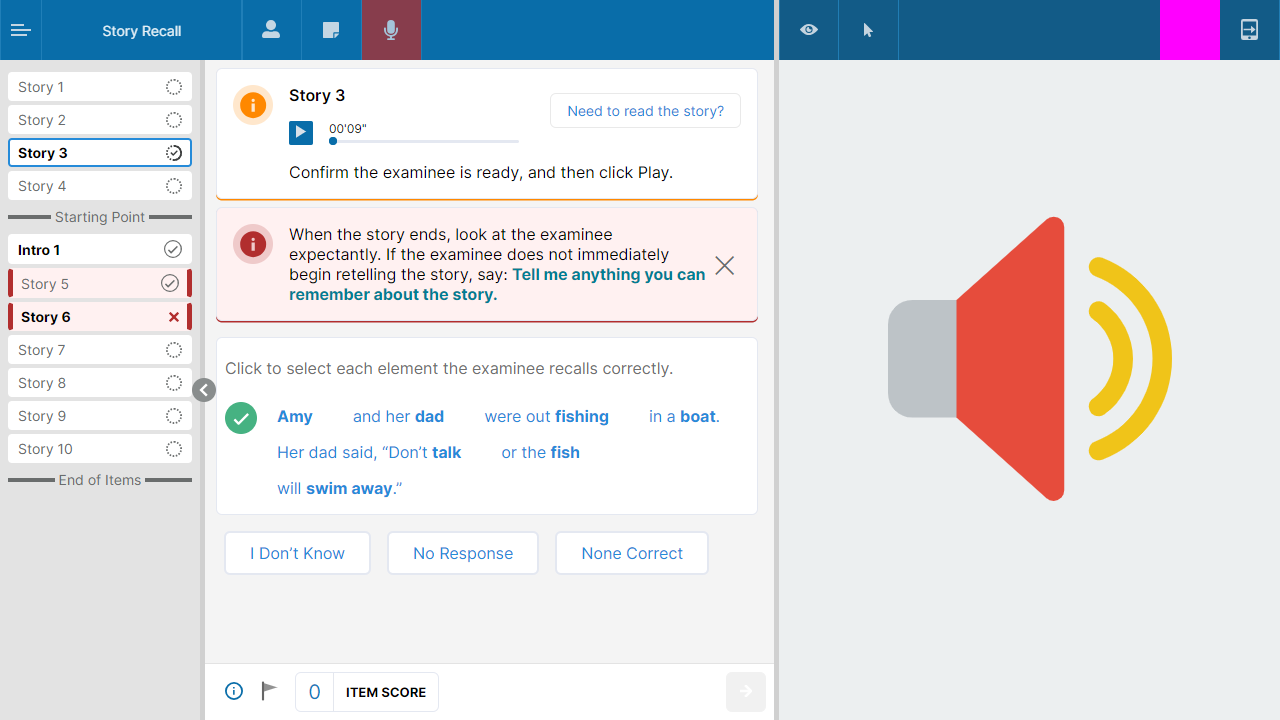 Story Recall
Story 1
Story 2
Story 3
Story 4
Starting Point
Intro 1
Story 5
Story 6
Story 7
Story 8
Story 9
Story 10
End of Items
Story 3
Need to read the story?
00'09"
Confirm the examinee is ready, and then click Play.
When the story ends, look at the examinee
expectantly. If the examinee does not immediately
begin retelling the story, say: Tell me anything you can
remember about the story.
Click to select each element the examinee recalls correctly.
Amy and her dad were out fishing in a boat.
Her dad said, “Don’t talk or the fish
will swim away.”
I Don’t Know
No Response
None Correct
0 ITEM SCORE